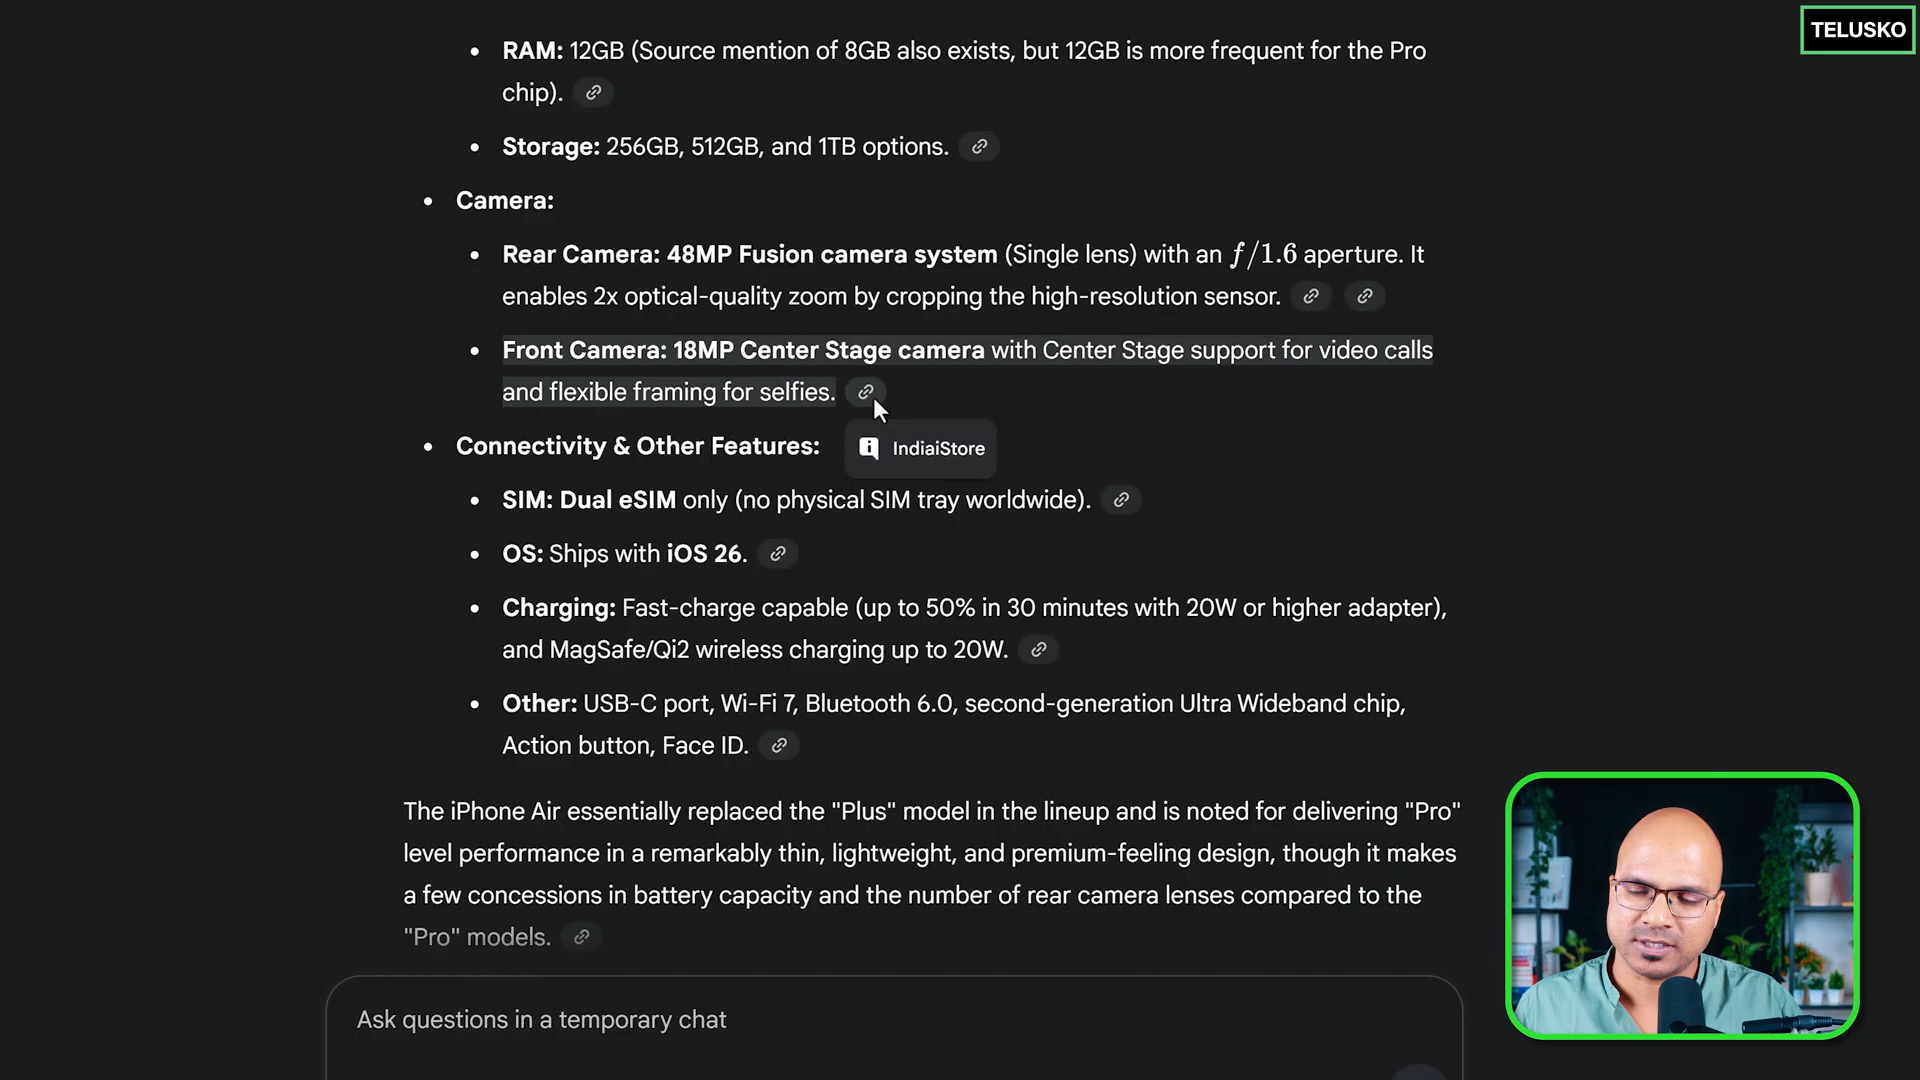 TELUSKO
RAM: 12GB (Source mention of 8GB also exists, but 12GB is more frequent for the Pro
chip).
Storage: 256GB, 512GB, and 1TB options.
Camera:
Rear Camera: 48MP Fusion camera system (Single lens) with an f/1.6 aperture. It
enables 2x optical-quality zoom by cropping the high-resolution sensor.
Front Camera: 18MP Center Stage camera with Center Stage support for video calls
and flexible framing for selfies.
Connectivity & Other Features:
IndiaiStore
SIM: Dual eSIM only (no physical SIM tray worldwide).
OS: Ships with iOS 26.
Charging: Fast-charge capable (up to 50% in 30 minutes with 20W or higher adapter),
and MagSafe/Qi2 wireless charging up to 20W.
Other: USB-C port, Wi-Fi 7, Bluetooth 6.0, second-generation Ultra Wideband chip,
Action button, Face ID.
The iPhone Air essentially replaced the "Plus" model in the lineup and is noted for delivering "Pro"
level performance in a remarkably thin, lightweight, and premium-feeling design, though it makes
a few concessions in battery capacity and the number of rear camera lenses compared to the
"Pro" models.
Ask questions in a temporary chat